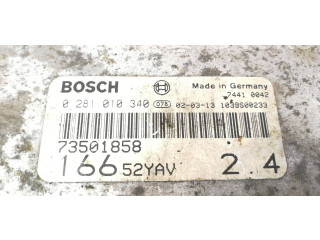 BOSCH Made in Germany
7441 0042
0 281 010 340 078 02-03-13 1039S00233
73501858
166 52YAV 2.4